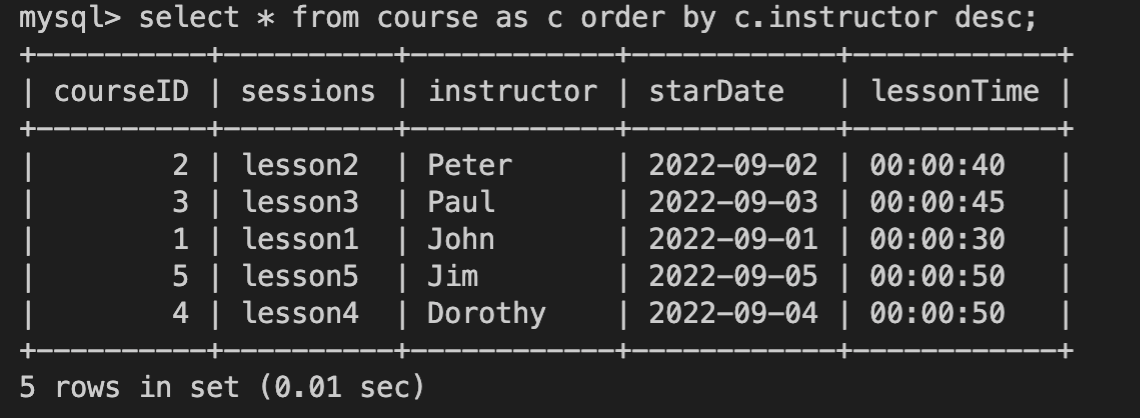 mysql> select * from course as c order by c.instructor desc;
+----------+----------+------------+------------+------------+
| courseID | sessions | instructor | starDate   | lessonTime |
+----------+----------+------------+------------+------------+
|        2 | lesson2  | Peter      | 2022-09-02 | 00:00:40   |
|        3 | lesson3  | Paul       | 2022-09-03 | 00:00:45   |
|        1 | lesson1  | John       | 2022-09-01 | 00:00:30   |
|        5 | lesson5  | Jim        | 2022-09-05 | 00:00:50   |
|        4 | lesson4  | Dorothy    | 2022-09-04 | 00:00:50   |
+----------+----------+------------+------------+------------+
5 rows in set (0.01 sec)